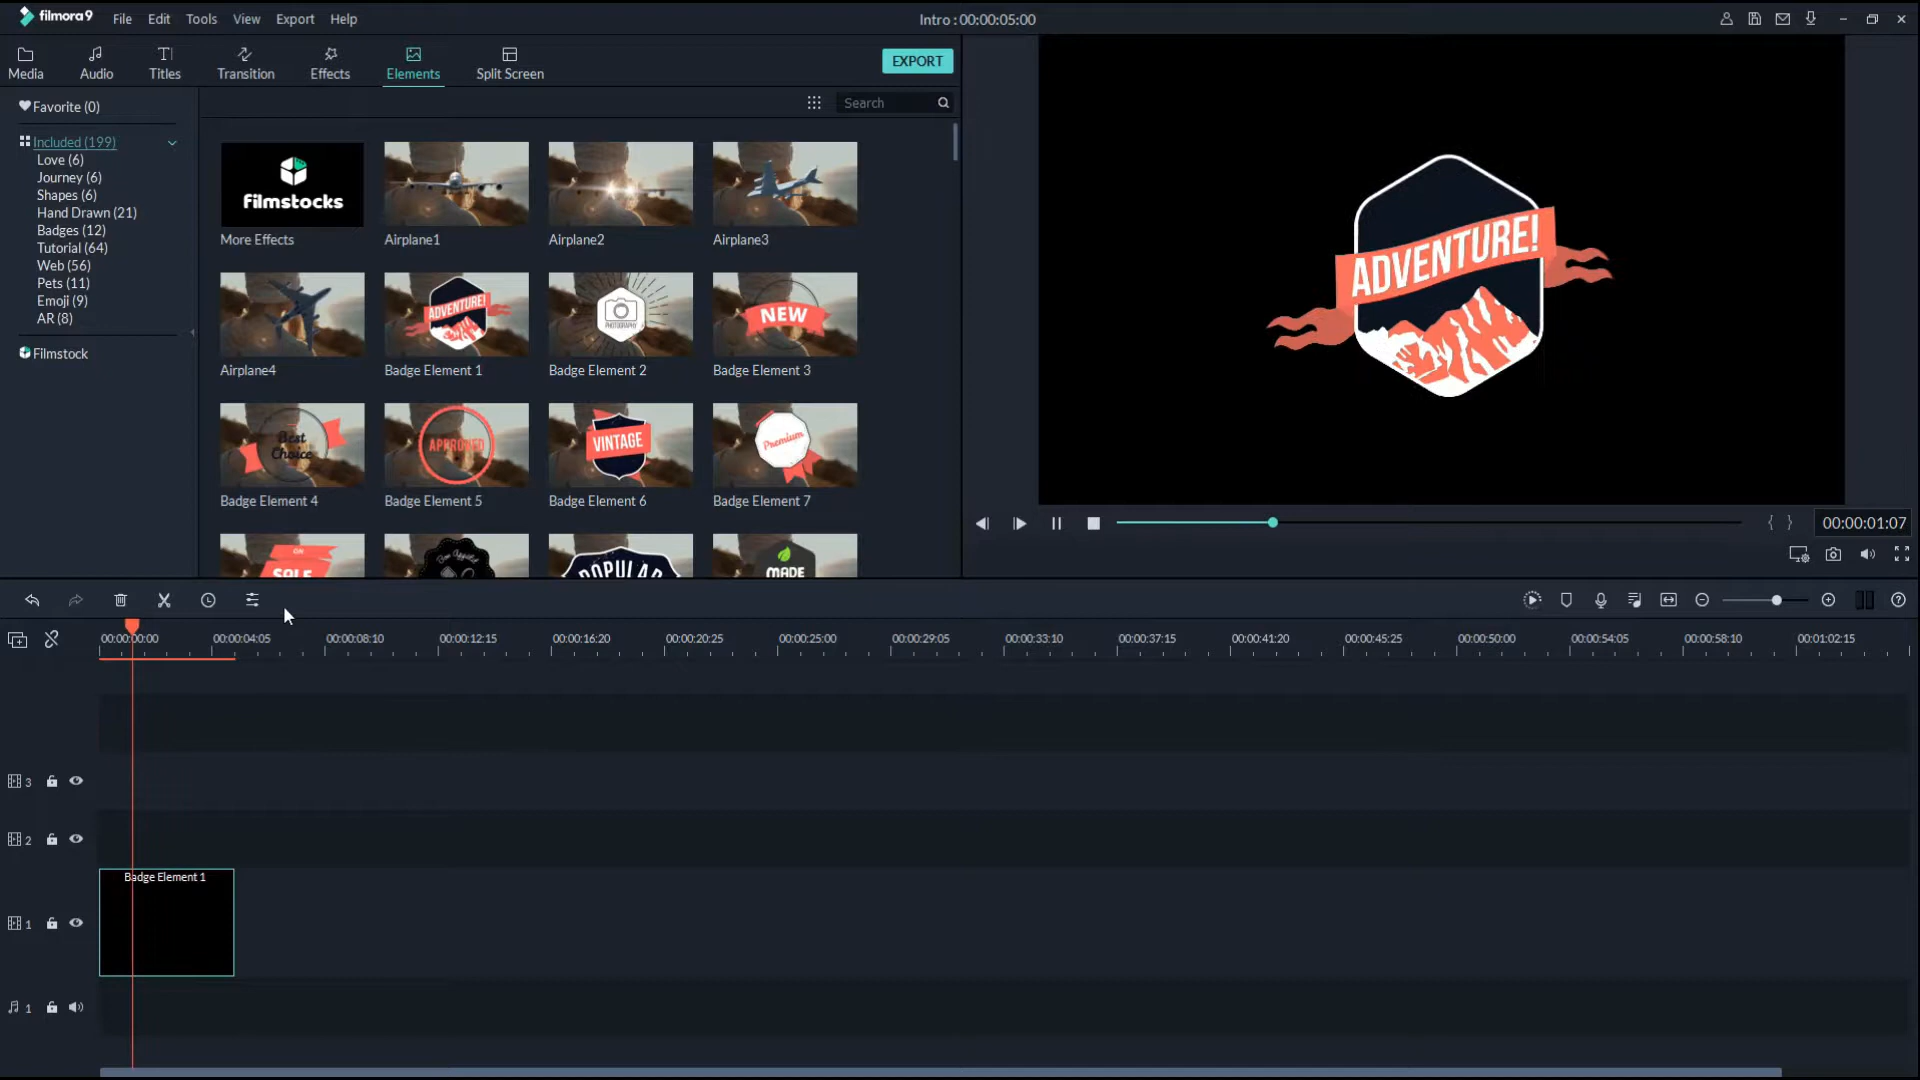 filmora9
File
Edit
Tools
View
Export
Help
Intro : 00:00:05:00
Media
Audio
Titles
Transition
Effects
Elements
Split Screen
EXPORT
Favorite (0)
Included (199)
Love (6)
Journey (6)
Shapes (6)
Hand Drawn (21)
Badges (12)
Tutorial (64)
Web (56)
Pets (11)
Emoji (9)
AR (8)
Filmstock
Search
filmstocks
More Effects
Airplane1
Airplane2
Airplane3
Airplane4
ADVENTURE!
Badge Element 1
PHOTOGRAPHY
Badge Element 2
NEW
Badge Element 3
Best
Choice
Badge Element 4
APPROVED
Badge Element 5
VINTAGE
Badge Element 6
Premium
Badge Element 7
ON
SALE
Bon Appetit
POPULAR
MADE
ADVENTURE!
{ }
00:00:01:07
00:00:00:00
00:00:04:05
00:00:08:10
00:00:12:15
00:00:16:20
00:00:20:25
00:00:25:00
00:00:29:05
00:00:33:10
00:00:37:15
00:00:41:20
00:00:45:25
00:00:50:00
00:00:54:05
00:00:58:10
00:01:02:15
3
2
Badge Element 1
1
1